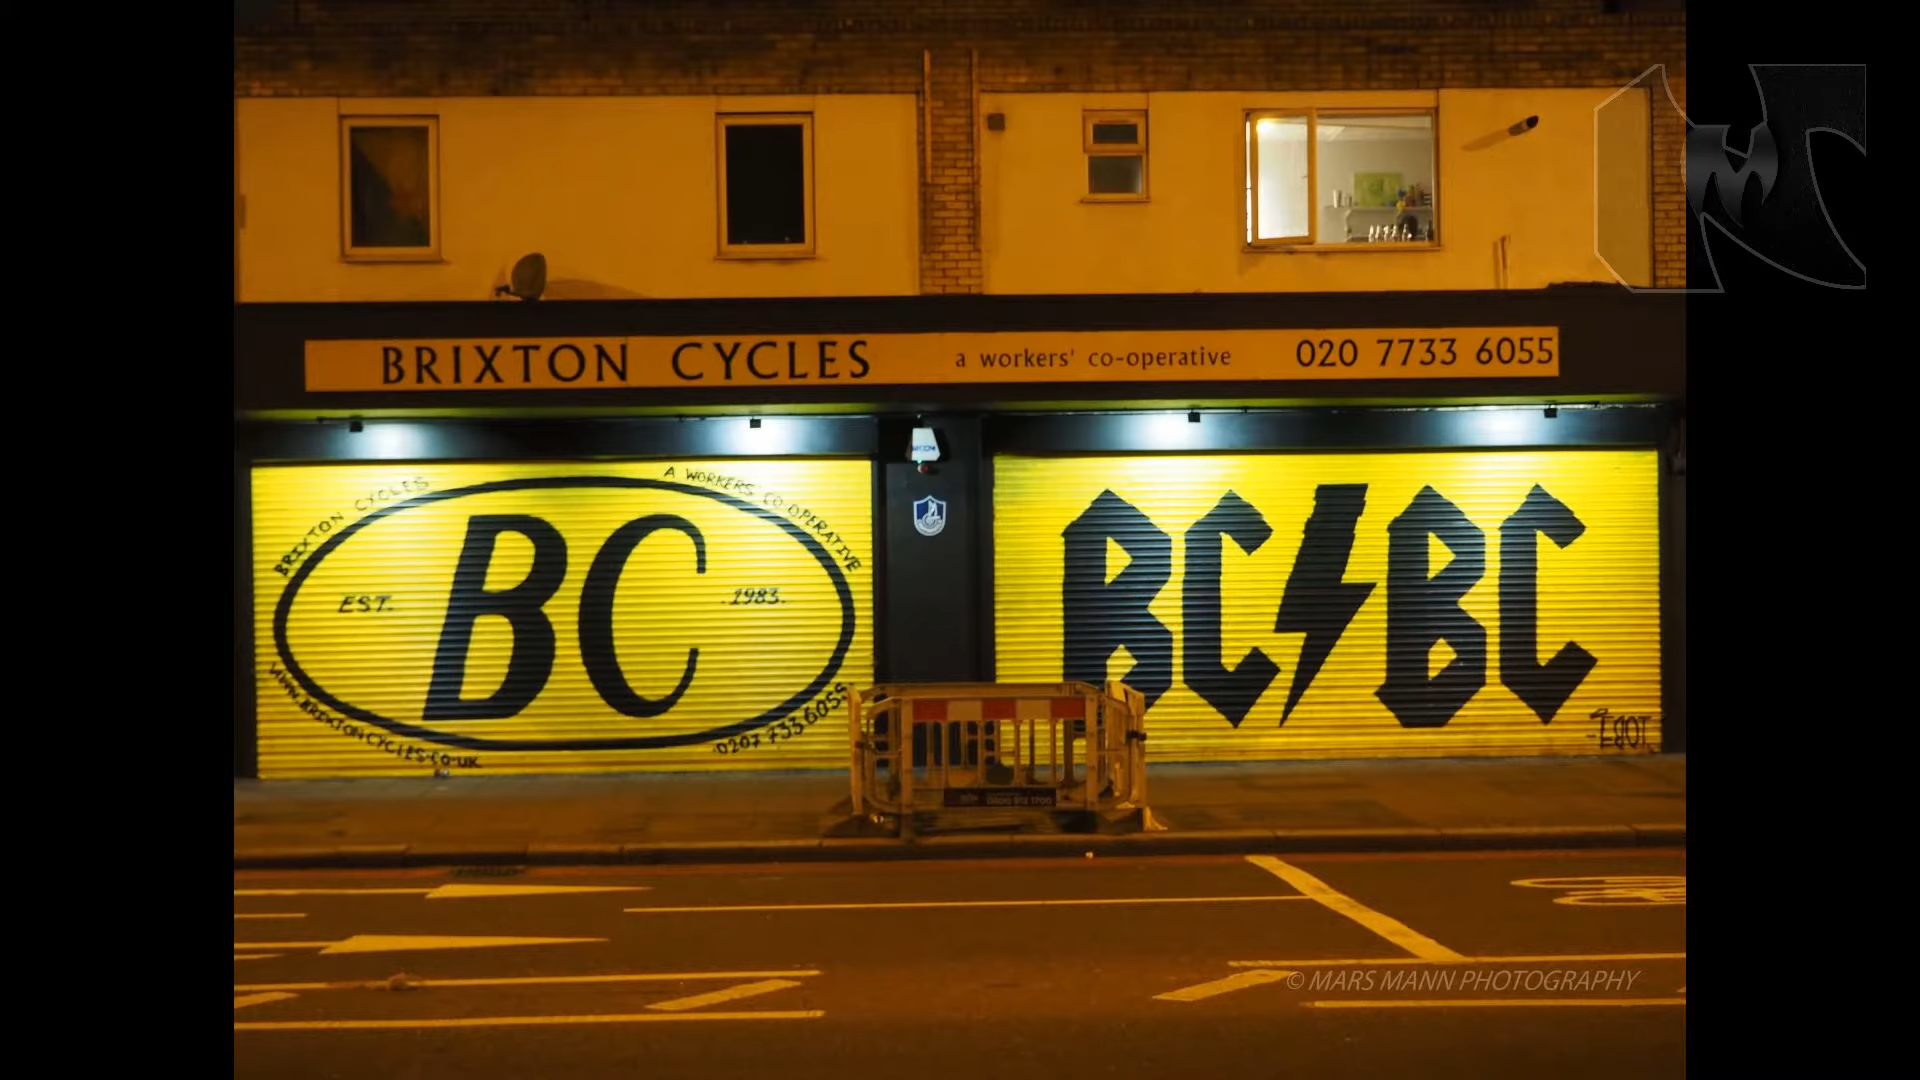 BRIXTON CYCLES a workers' co-operative 020 7733 6055
BRIXTON CYCLES
A WORKERS' CO-OPERATIVE
EST. BC 1983.
WWW.BRIXTONCYCLES.CO.UK
0207 733 6055
BC/BC
© MARS MANN PHOTOGRAPHY